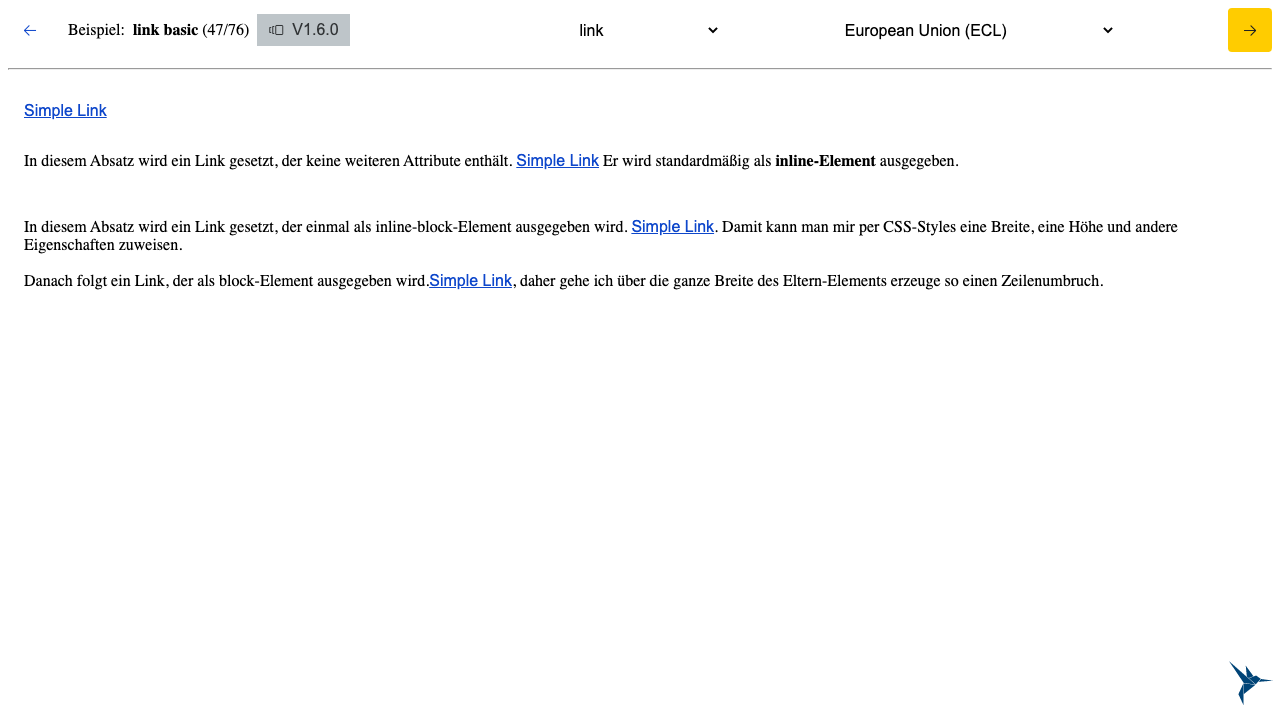 ← Beispiel: link basic (47/76) V1.6.0 link European Union (ECL) →
Simple Link
In diesem Absatz wird ein Link gesetzt, der keine weiteren Attribute enthält. Simple Link Er wird standardmäßig als inline-Element ausgegeben.
In diesem Absatz wird ein Link gesetzt, der einmal als inline-block-Element ausgegeben wird. Simple Link. Damit kann man mir per CSS-Styles eine Breite, eine Höhe und andere
Eigenschaften zuweisen.
Danach folgt ein Link, der als block-Element ausgegeben wird.Simple Link, daher gehe ich über die ganze Breite des Eltern-Elements erzeuge so einen Zeilenumbruch.